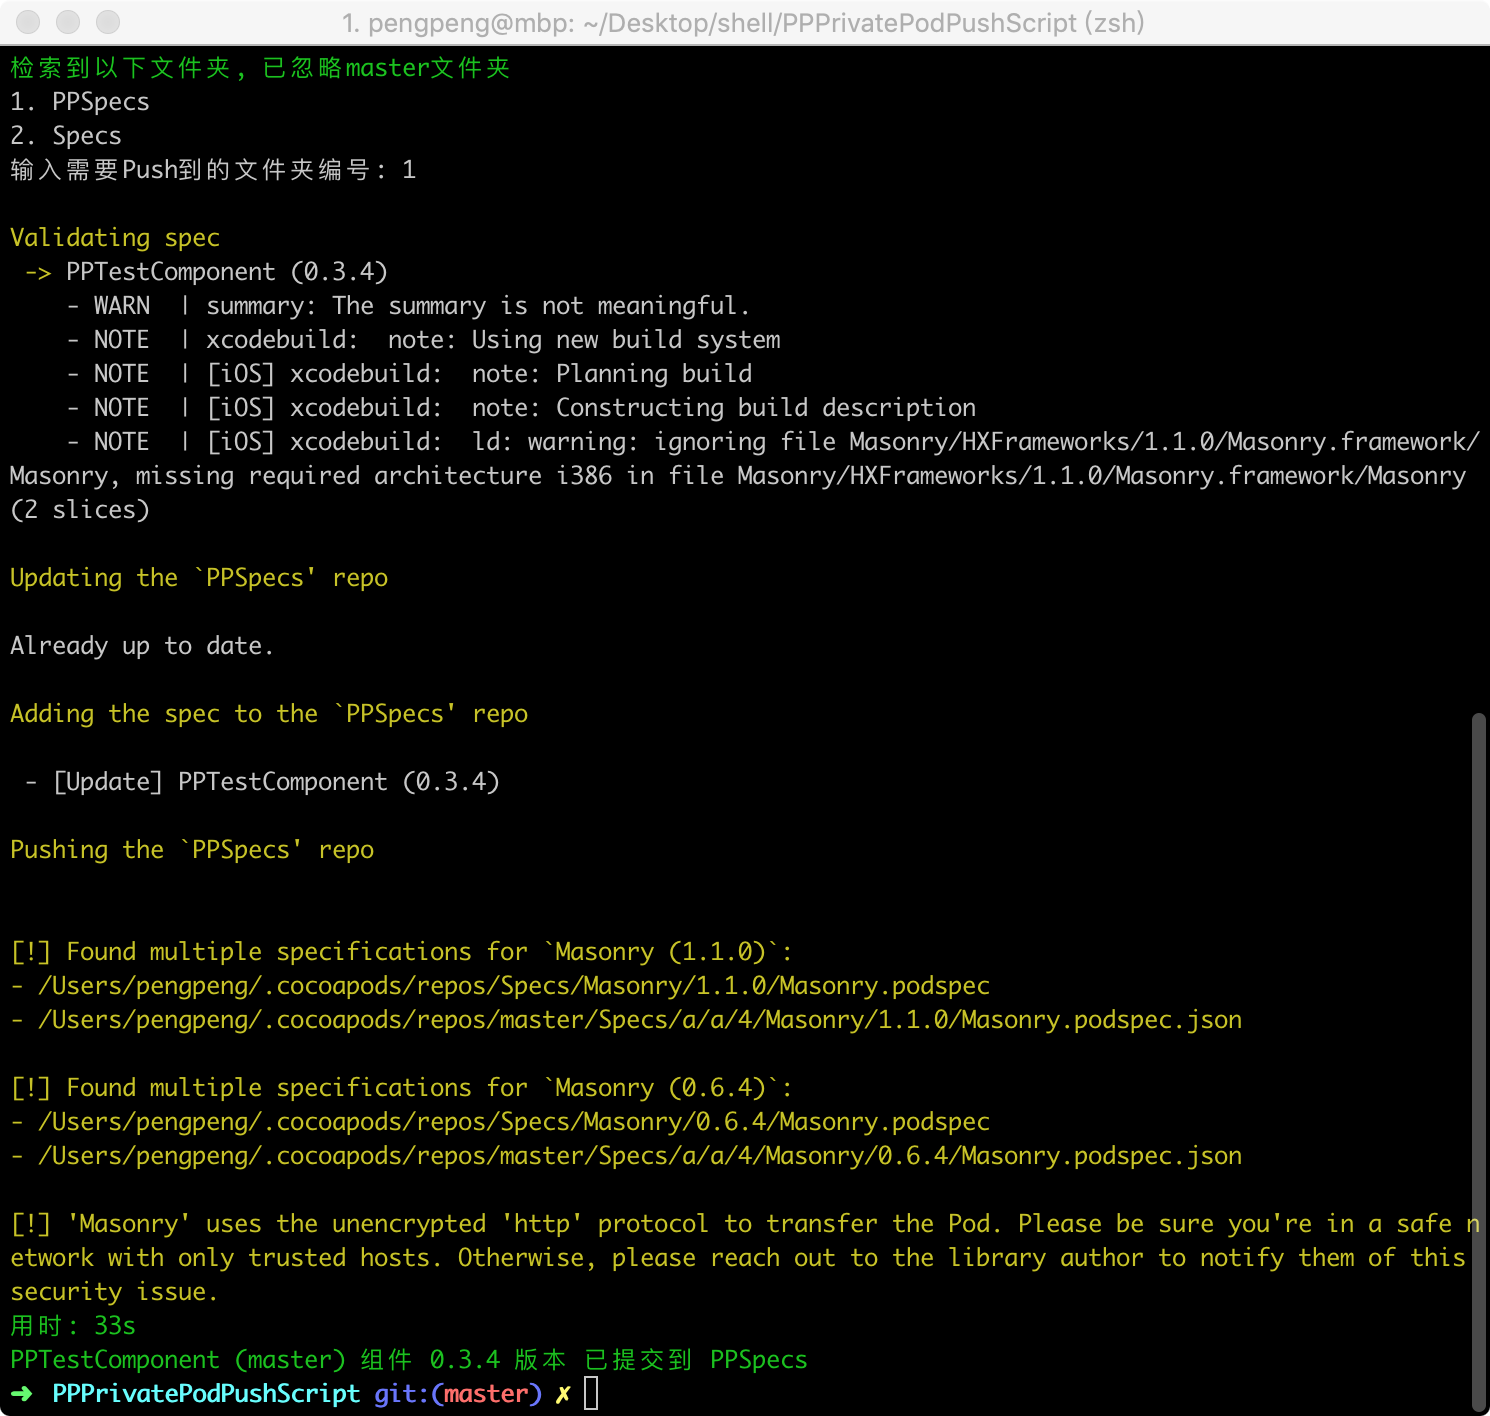 1. pengpeng@mbp: ~/Desktop/shell/PPPrivatePodPushScript (zsh)
检索到以下文件夹, 已忽略master文件夹
1. PPSpecs
2. Specs
输入需要Push到的文件夹编号: 1
Validating spec
 -> PPTestComponent (0.3.4)
    - WARN  | summary: The summary is not meaningful.
    - NOTE  | xcodebuild:  note: Using new build system
    - NOTE  | [iOS] xcodebuild:  note: Planning build
    - NOTE  | [iOS] xcodebuild:  note: Constructing build description
    - NOTE  | [iOS] xcodebuild:  ld: warning: ignoring file Masonry/HXFrameworks/1.1.0/Masonry.framework/
Masonry, missing required architecture i386 in file Masonry/HXFrameworks/1.1.0/Masonry.framework/Masonry
(2 slices)
Updating the `PPSpecs' repo
Already up to date.
Adding the spec to the `PPSpecs' repo
 - [Update] PPTestComponent (0.3.4)
Pushing the `PPSpecs' repo
[!] Found multiple specifications for `Masonry (1.1.0)`:
- /Users/pengpeng/.cocoapods/repos/Specs/Masonry/1.1.0/Masonry.podspec
- /Users/pengpeng/.cocoapods/repos/master/Specs/a/a/4/Masonry/1.1.0/Masonry.podspec.json
[!] Found multiple specifications for `Masonry (0.6.4)`:
- /Users/pengpeng/.cocoapods/repos/Specs/Masonry/0.6.4/Masonry.podspec
- /Users/pengpeng/.cocoapods/repos/master/Specs/a/a/4/Masonry/0.6.4/Masonry.podspec.json
[!] 'Masonry' uses the unencrypted 'http' protocol to transfer the Pod. Please be sure you're in a safe n
etwork with only trusted hosts. Otherwise, please reach out to the library author to notify them of this
security issue.
用时: 33s
PPTestComponent (master) 组件 0.3.4 版本 已提交到 PPSpecs
➜  PPPrivatePodPushScript git:(master) ✗